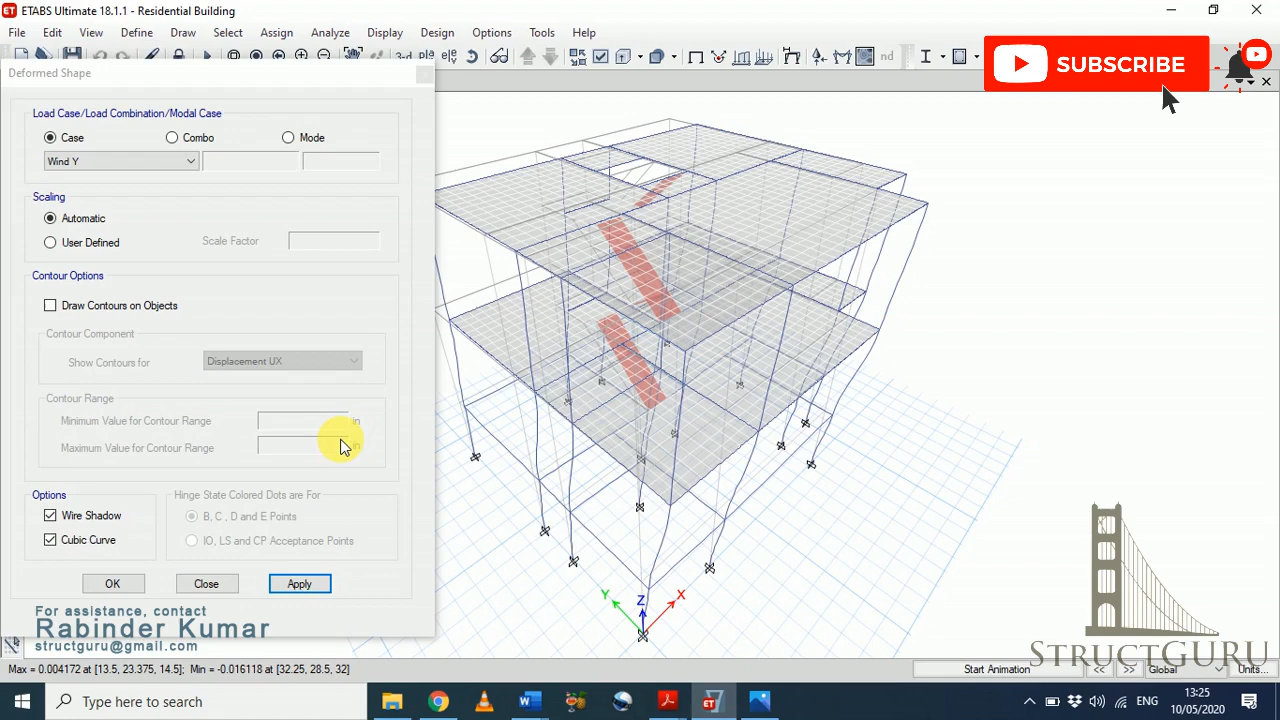 ETABS Ultimate 18.1.1 - Residential Building
File Edit View Define Draw Select Assign Analyze Display Design Options Tools Help
3-d nd
SUBSCRIBE
Deformed Shape
Load Case/Load Combination/Modal Case
Case Combo Mode
Wind Y
Scaling
Automatic
User Defined Scale Factor
Contour Options
Draw Contours on Objects
Contour Component
Show Contours for Displacement UX
Contour Range
Minimum Value for Contour Range in
Maximum Value for Contour Range in
Options
Wire Shadow
Cubic Curve
Hinge State Colored Dots are For
B, C , D and E Points
IO, LS and CP Acceptance Points
OK Close Apply
For assistance, contact
Rabinder Kumar
structguru@gmail.com
Y Z X
STRUCTGURU
Max = 0.004172 at [13.5, 23.375, 14.5]; Min = -0.016118 at [32.25, 28.5, 32]
Start Animation << >> Global Units...
Type here to search
ENG
13:25
10/05/2020